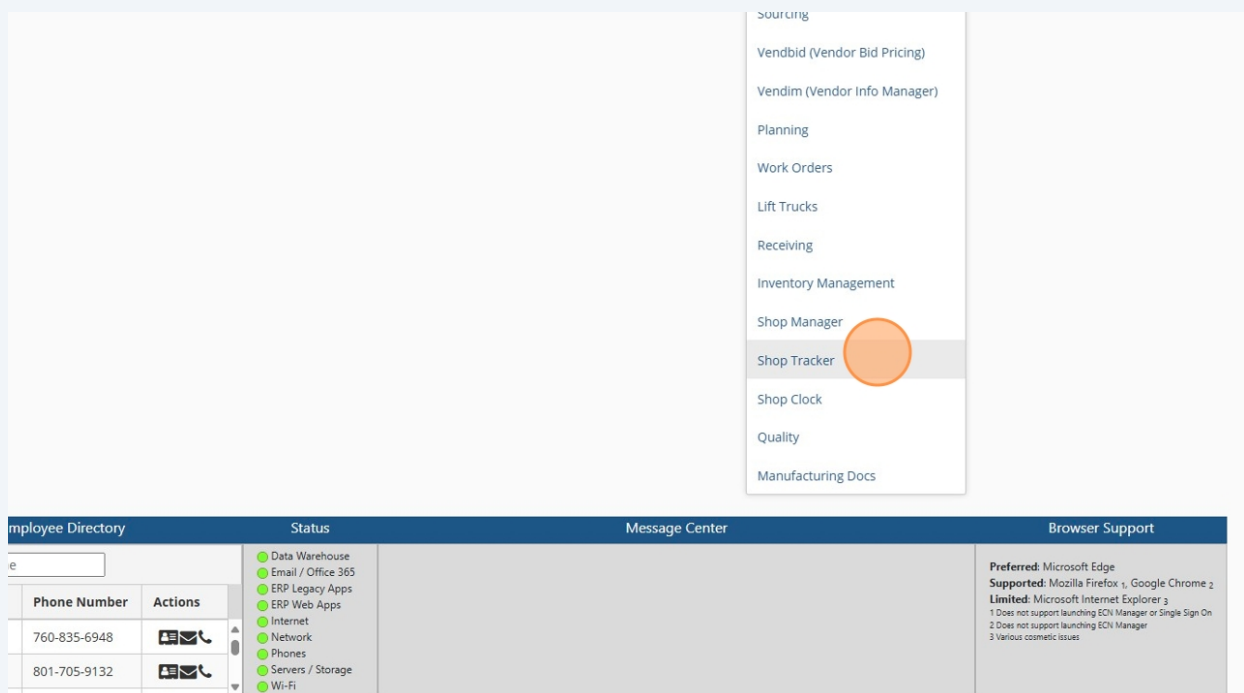 Sourcing
Vendbid (Vendor Bid Pricing)
Vendim (Vendor Info Manager)
Planning
Work Orders
Lift Trucks
Receiving
Inventory Management
Shop Manager
Shop Tracker
Shop Clock
Quality
Manufacturing Docs
mployee Directory
Status
Message Center
Browser Support
e
Phone Number Actions
760-835-6948
801-705-9132
Data Warehouse
Email / Office 365
ERP Legacy Apps
ERP Web Apps
Internet
Network
Phones
Servers / Storage
Wi-Fi
Preferred: Microsoft Edge
Supported: Mozilla Firefox 1, Google Chrome 2
Limited: Microsoft Internet Explorer 3
1 Does not support launching ECN Manager or Single Sign On
2 Does not support launching ECN Manager
3 Various cosmetic issues